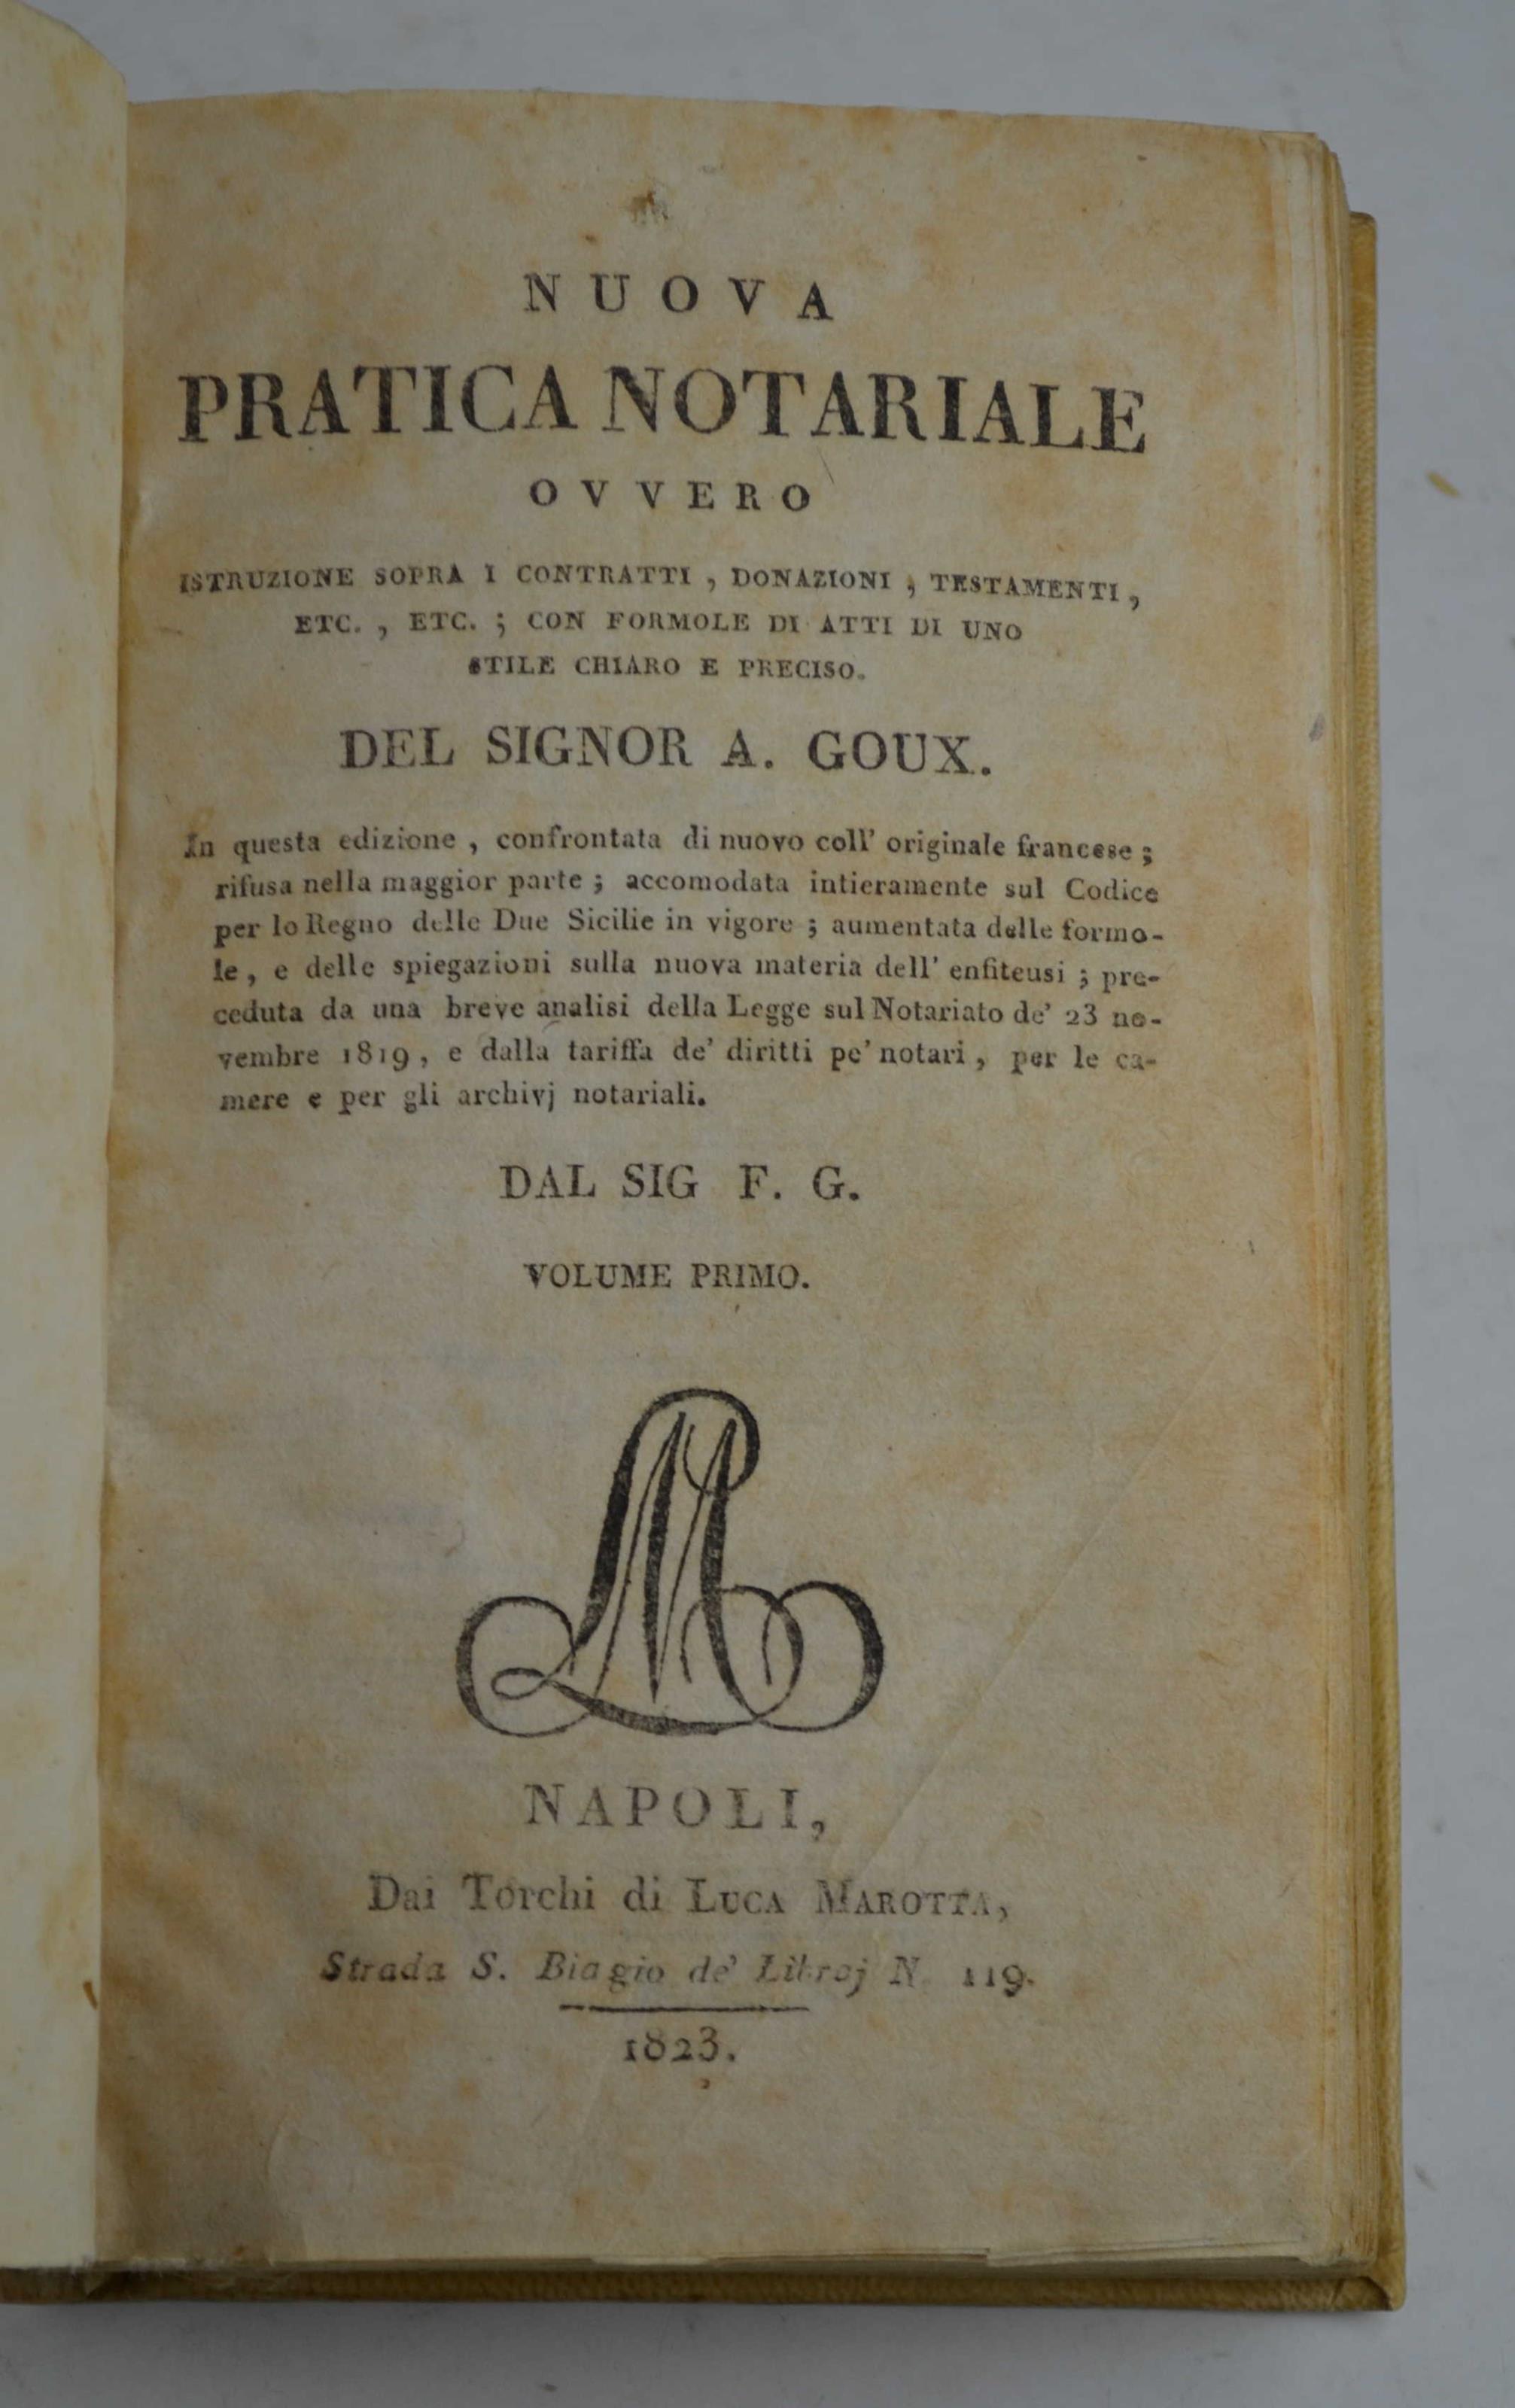 NUOVA
PRATICA NOTARIALE
OVVERO
ISTRUZIONE SOPRA I CONTRATTI , DONAZIONI , TESTAMENTI ,
ETC. , ETC. ; CON FORMOLE DI ATTI DI UNO
STILE CHIARO E PRECISO.
DEL SIGNOR A. GOUX.
In questa edizione , confrontata di nuovo coll' originale francese ;
rifusa nella maggior parte ; accomodata intieramente sul Codice
per lo Regno delle Due Sicilie in vigore ; aumentata delle formo-
le , e delle spiegazioni sulla nuova materia dell' enfiteusi ; pre-
ceduta da una breve analisi della Legge sul Notariato de' 23 no-
vembre 1819 , e dalla tariffa de' diritti pe' notari , per le ca-
mere e per gli archivj notariali.
DAL SIG F. G.
VOLUME PRIMO.
LM
NAPOLI,
Dai Torchi di LUCA MAROTTA,
Strada S. Biagio de' Libraj N. 119.
1823.